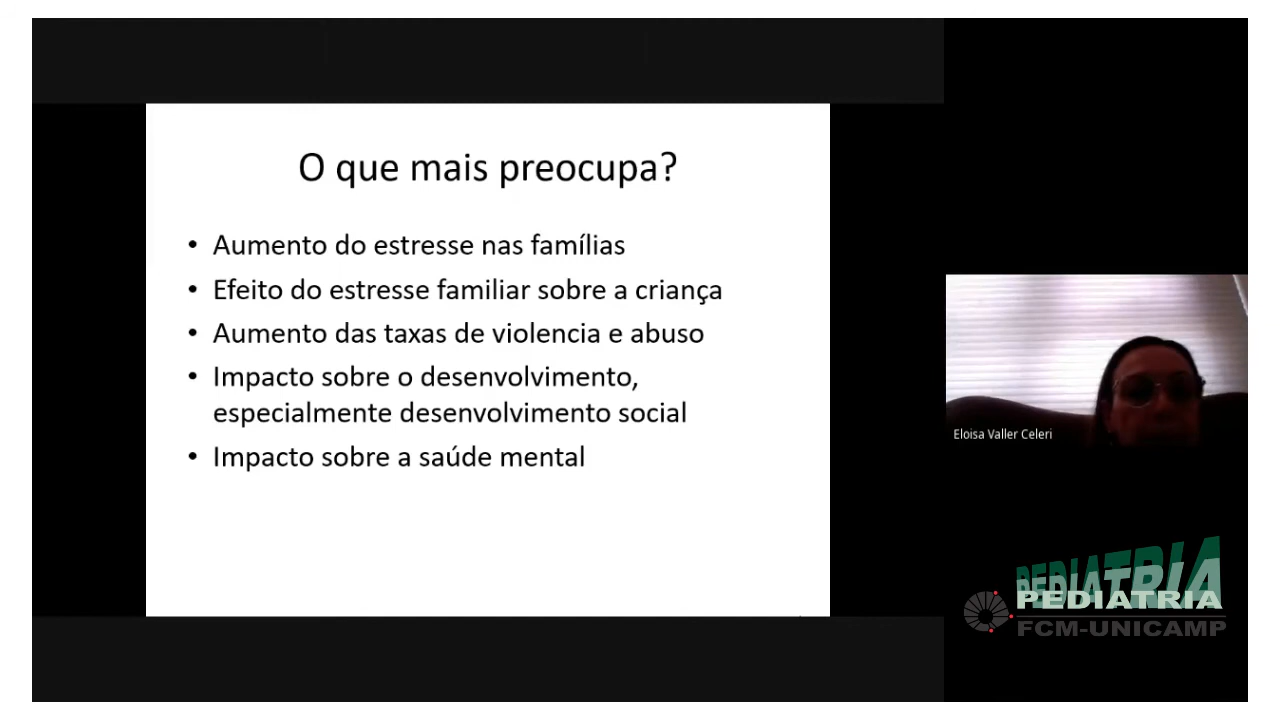 O que mais preocupa?
• Aumento do estresse nas famílias
• Efeito do estresse familiar sobre a criança
• Aumento das taxas de violencia e abuso
• Impacto sobre o desenvolvimento,
especialmente desenvolvimento social
• Impacto sobre a saúde mental
Eloisa Valler Celeri
PEDIATRIA
PEDIATRIA
FCM-UNICAMP